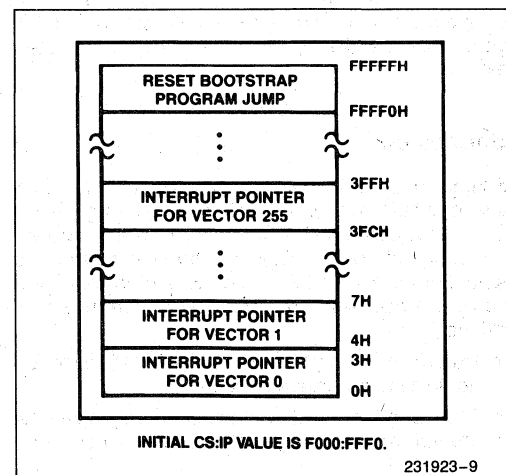 FFFFFH
RESET BOOTSTRAP
PROGRAM JUMP
FFFF0H
3FFH
INTERRUPT POINTER
FOR VECTOR 255
3FCH
7H
INTERRUPT POINTER
FOR VECTOR 1
4H
3H
INTERRUPT POINTER
FOR VECTOR 0
0H
INITIAL CS:IP VALUE IS F000:FFF0.
231923–9